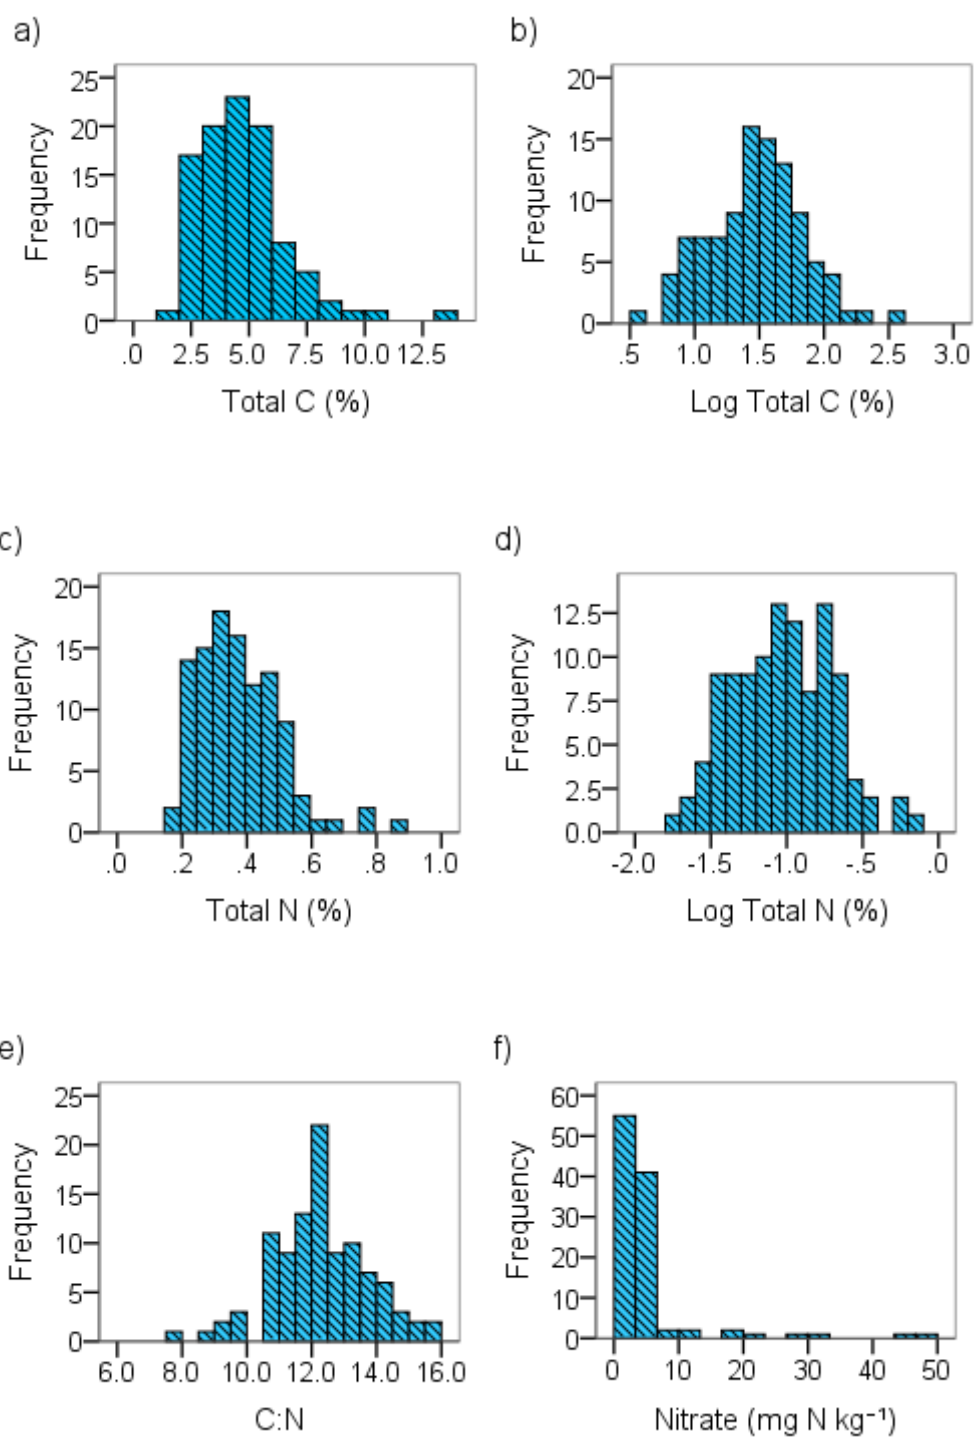 a)
Frequency
25
20
15
10
5
0
.0 2.5 5.0 7.5 10.0 12.5
Total C (%)
b)
Frequency
20
15
10
5
0
.5 1.0 1.5 2.0 2.5 3.0
Log Total C (%)
c)
Frequency
20
15
10
5
0
.0 .2 .4 .6 .8 1.0
Total N (%)
d)
Frequency
12.5
10.0
7.5
5.0
2.5
0.0
-2.0 -1.5 -1.0 -.5 .0
Log Total N (%)
e)
Frequency
25
20
15
10
5
0
6.0 8.0 10.0 12.0 14.0 16.0
C:N
f)
Frequency
60
50
40
30
20
10
0
0 10 20 30 40 50
Nitrate (mg N kg⁻¹)